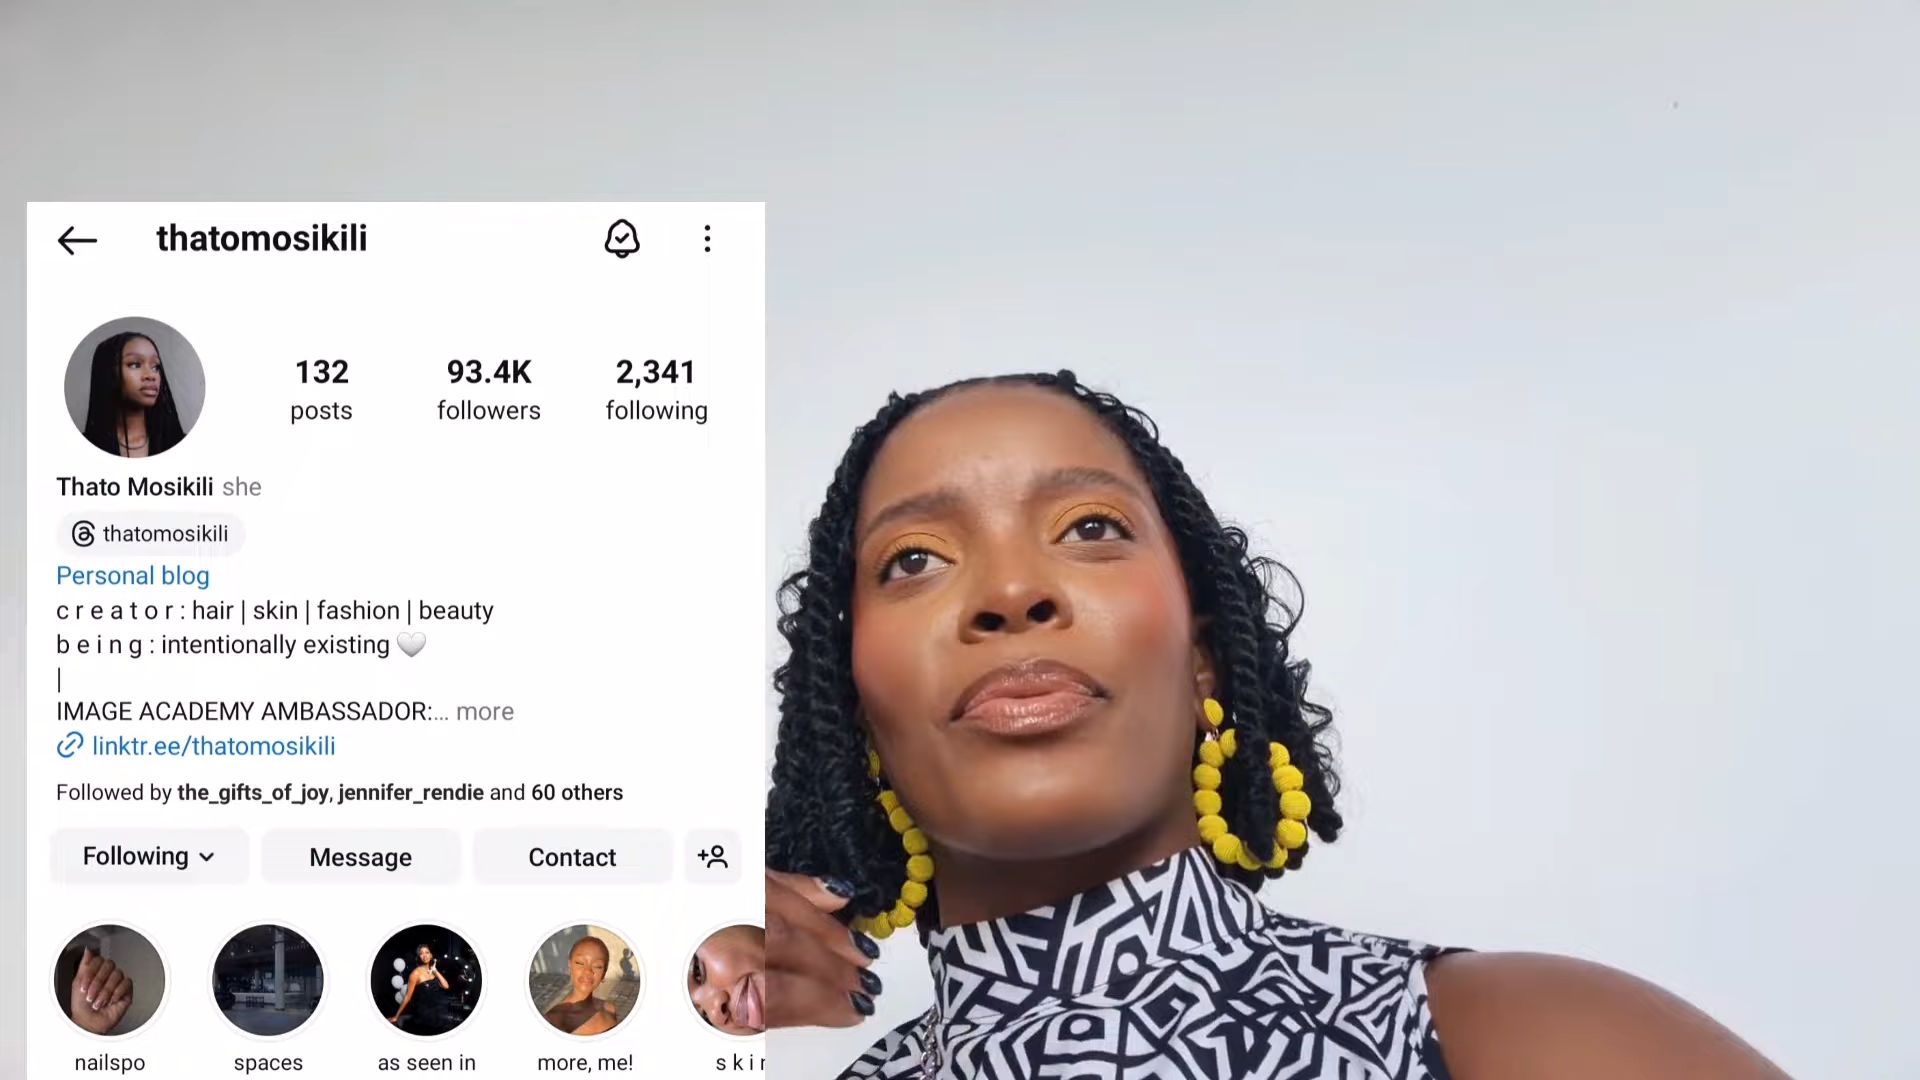 thatomosikili
132
posts
93.4K
followers
2,341
following
Thato Mosikili she
thatomosikili
Personal blog
c r e a t o r : hair | skin | fashion | beauty
b e i n g : intentionally existing 🤍
|
IMAGE ACADEMY AMBASSADOR:... more
linktr.ee/thatomosikili
Followed by the_gifts_of_joy, jennifer_rendie and 60 others
Following
Message
Contact
nailspo
spaces
as seen in
more, me!